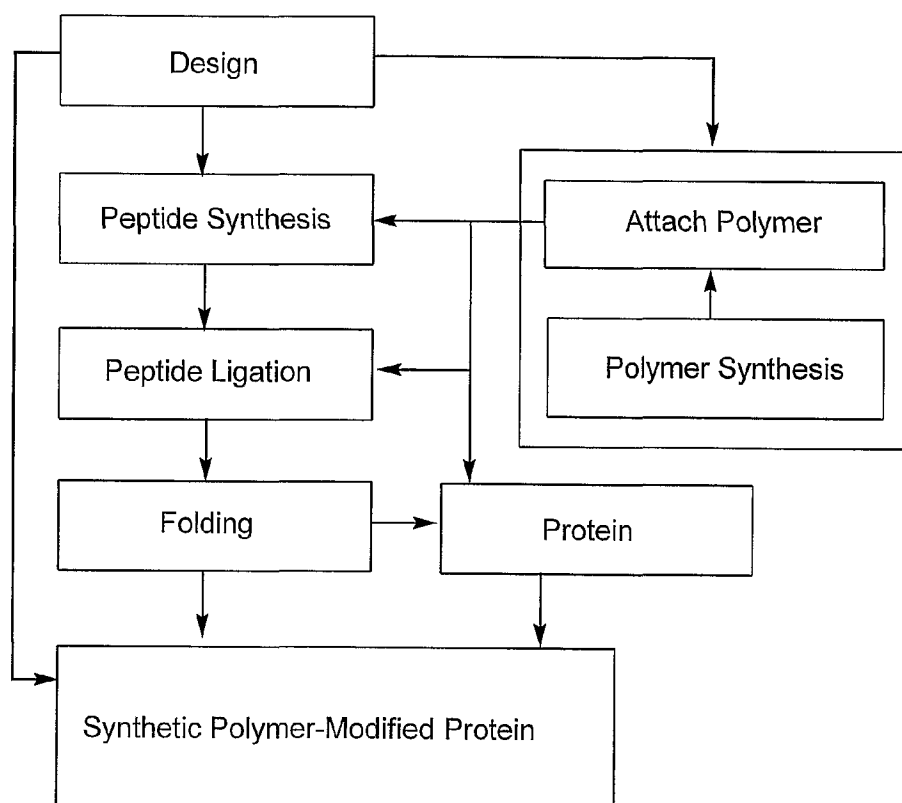 Design
Peptide Synthesis
Attach Polymer
Peptide Ligation
Polymer Synthesis
Folding
Protein
Synthetic Polymer-Modified Protein